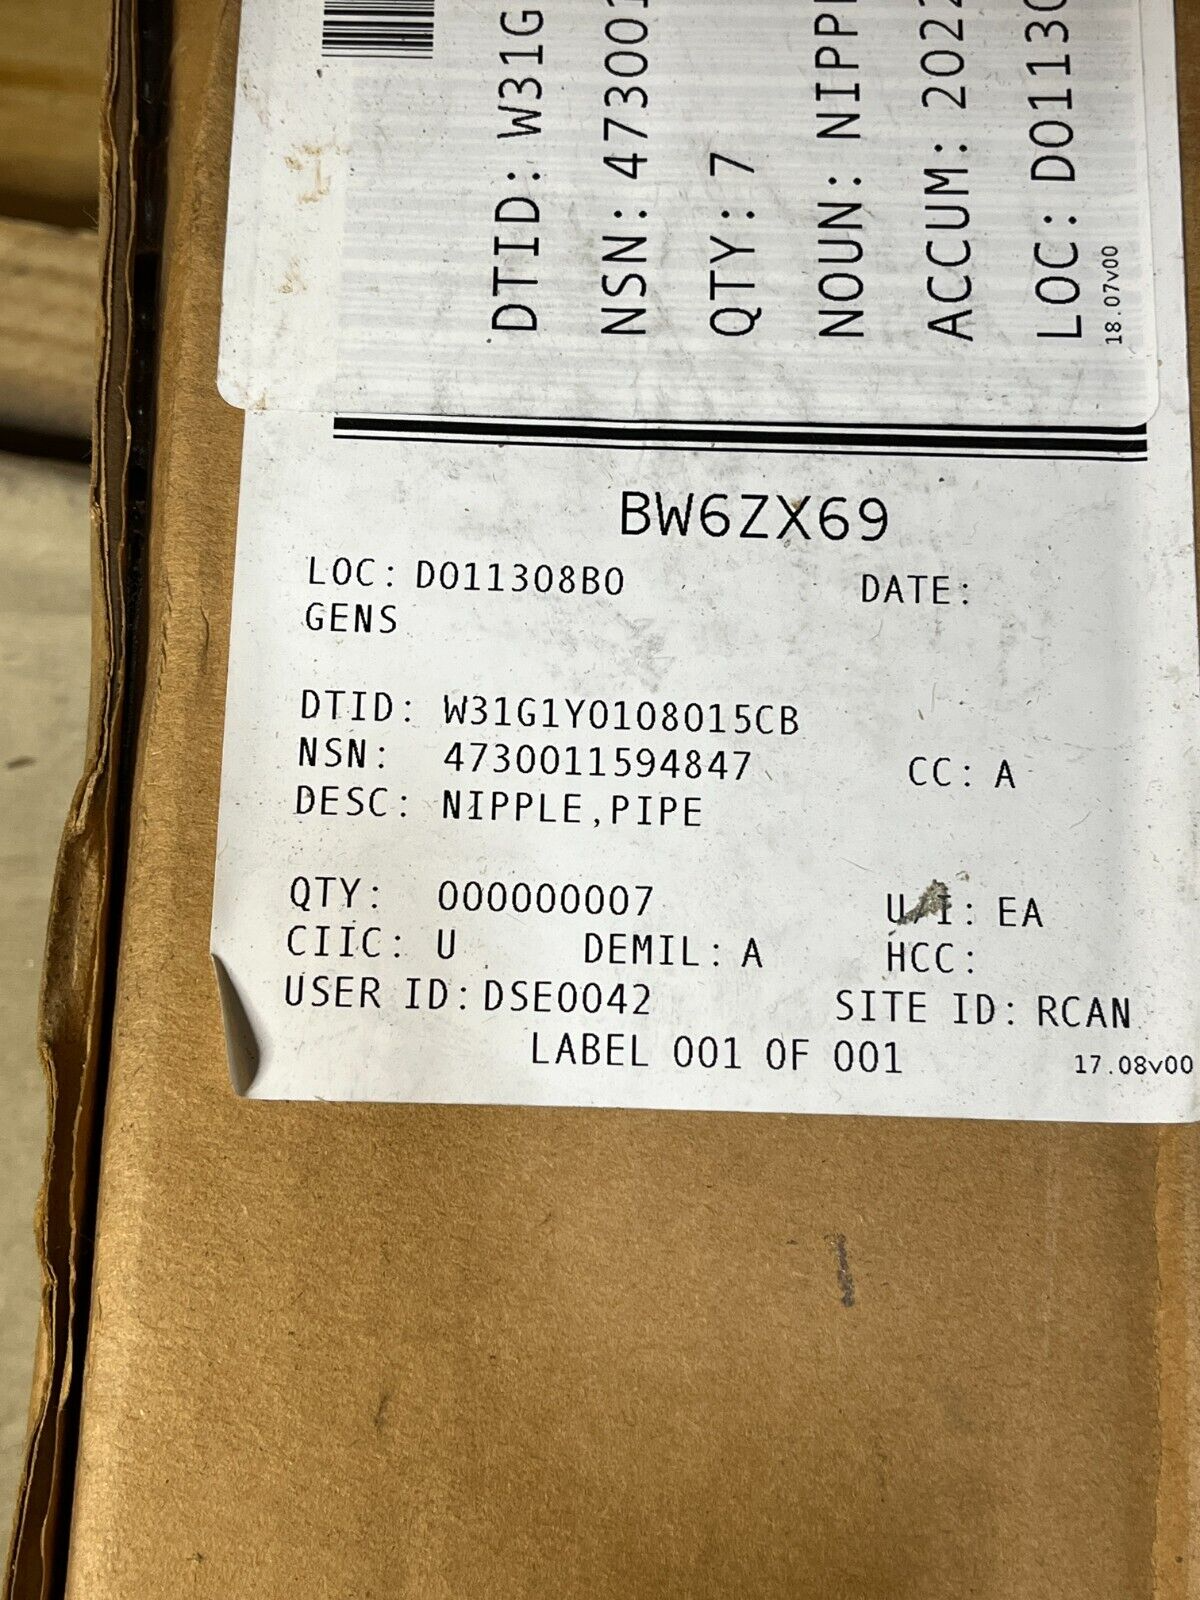 DTID: W31G
NSN: 473001
QTY: 7
NOUN: NIPP
ACCUM: 202
LOC: D0113
18.07v00
BW6ZX69
LOC: D011308B0 DATE:
GENS
DTID: W31G1Y0108015CB
NSN: 4730011594847 CC: A
DESC: NIPPLE,PIPE
QTY: 000000007 U/I: EA
CIIC: U DEMIL: A HCC:
USER ID: DSE0042 SITE ID: RCAN
LABEL 001 OF 001 17.08v00